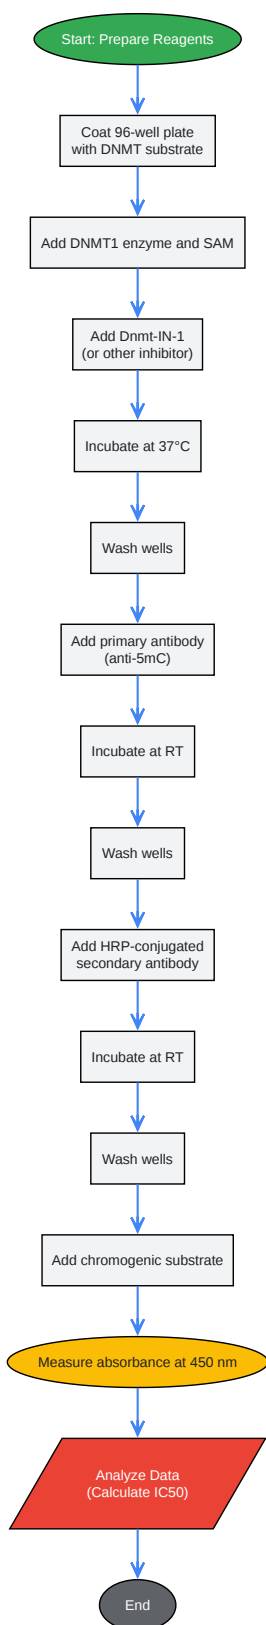 Start: Prepare Reagents
Coat 96-well plate
with DNMT substrate
Add DNMT1 enzyme and SAM
Add Dnmt-IN-1
(or other inhibitor)
Incubate at 37°C
Wash wells
Add primary antibody
(anti-5mC)
Incubate at RT
Wash wells
Add HRP-conjugated
secondary antibody
Incubate at RT
Wash wells
Add chromogenic substrate
Measure absorbance at 450 nm
Analyze Data
(Calculate IC50)
End